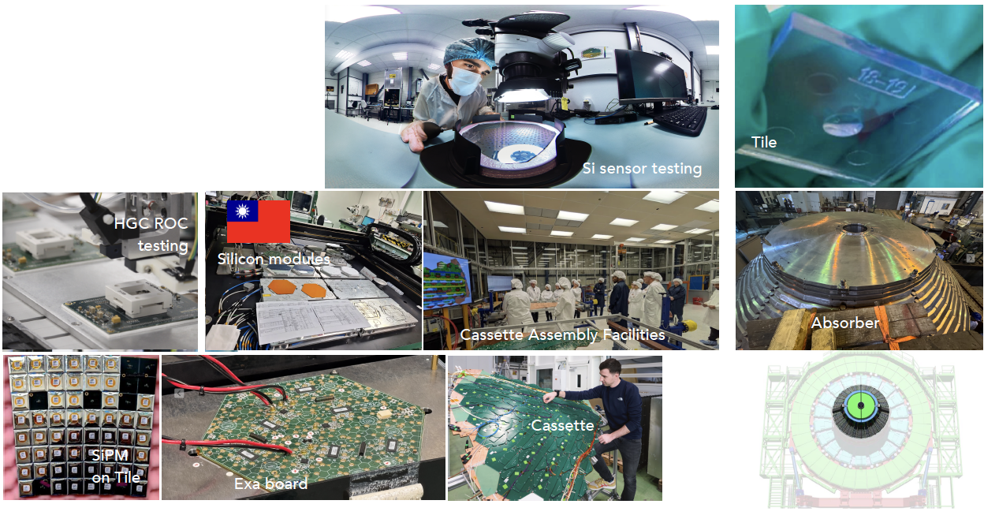 Si sensor testing
18-19
Tile
HGC ROC
testing
Silicon modules
Cassette Assembly Facilities
Absorber
SiPM
on Tile
Exa board
Cassette